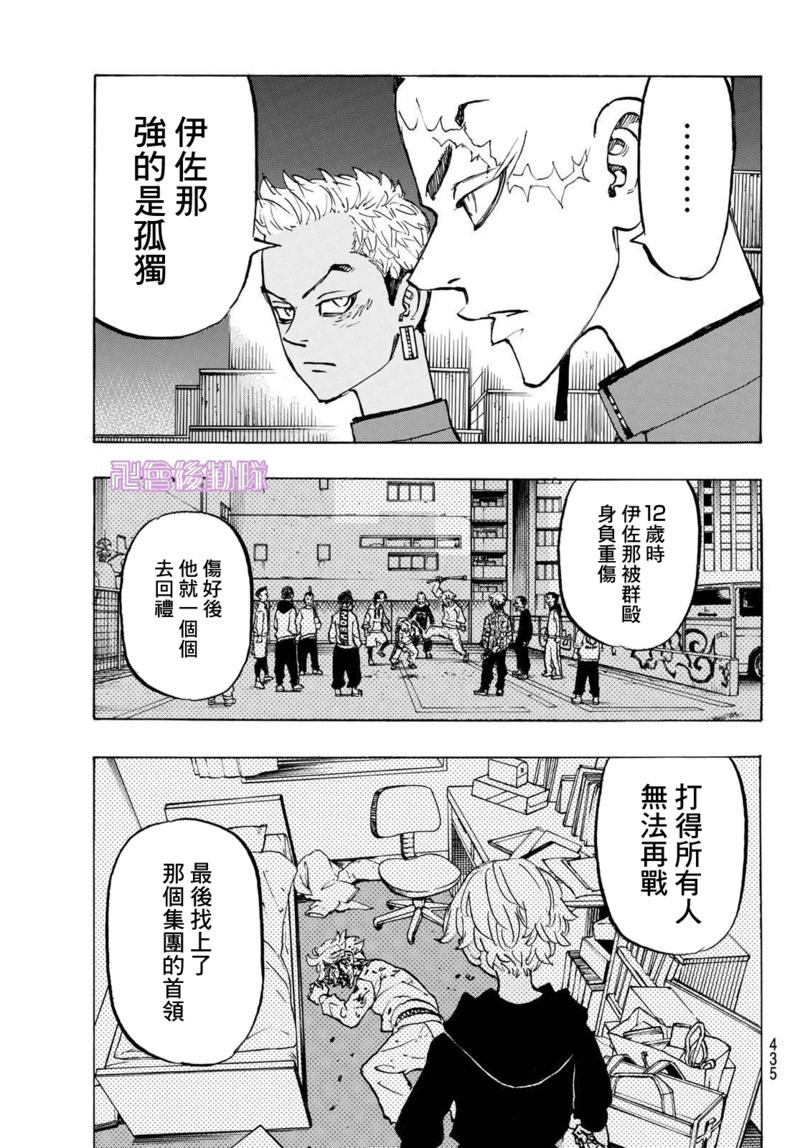 ………
伊佐那
強的是孤獨
卍會後勤隊
12歲時
伊佐那被群毆
身負重傷
傷好後
他就一個個
去回禮
打得所有人
無法再戰
最後找上了
那個集團的首領
435